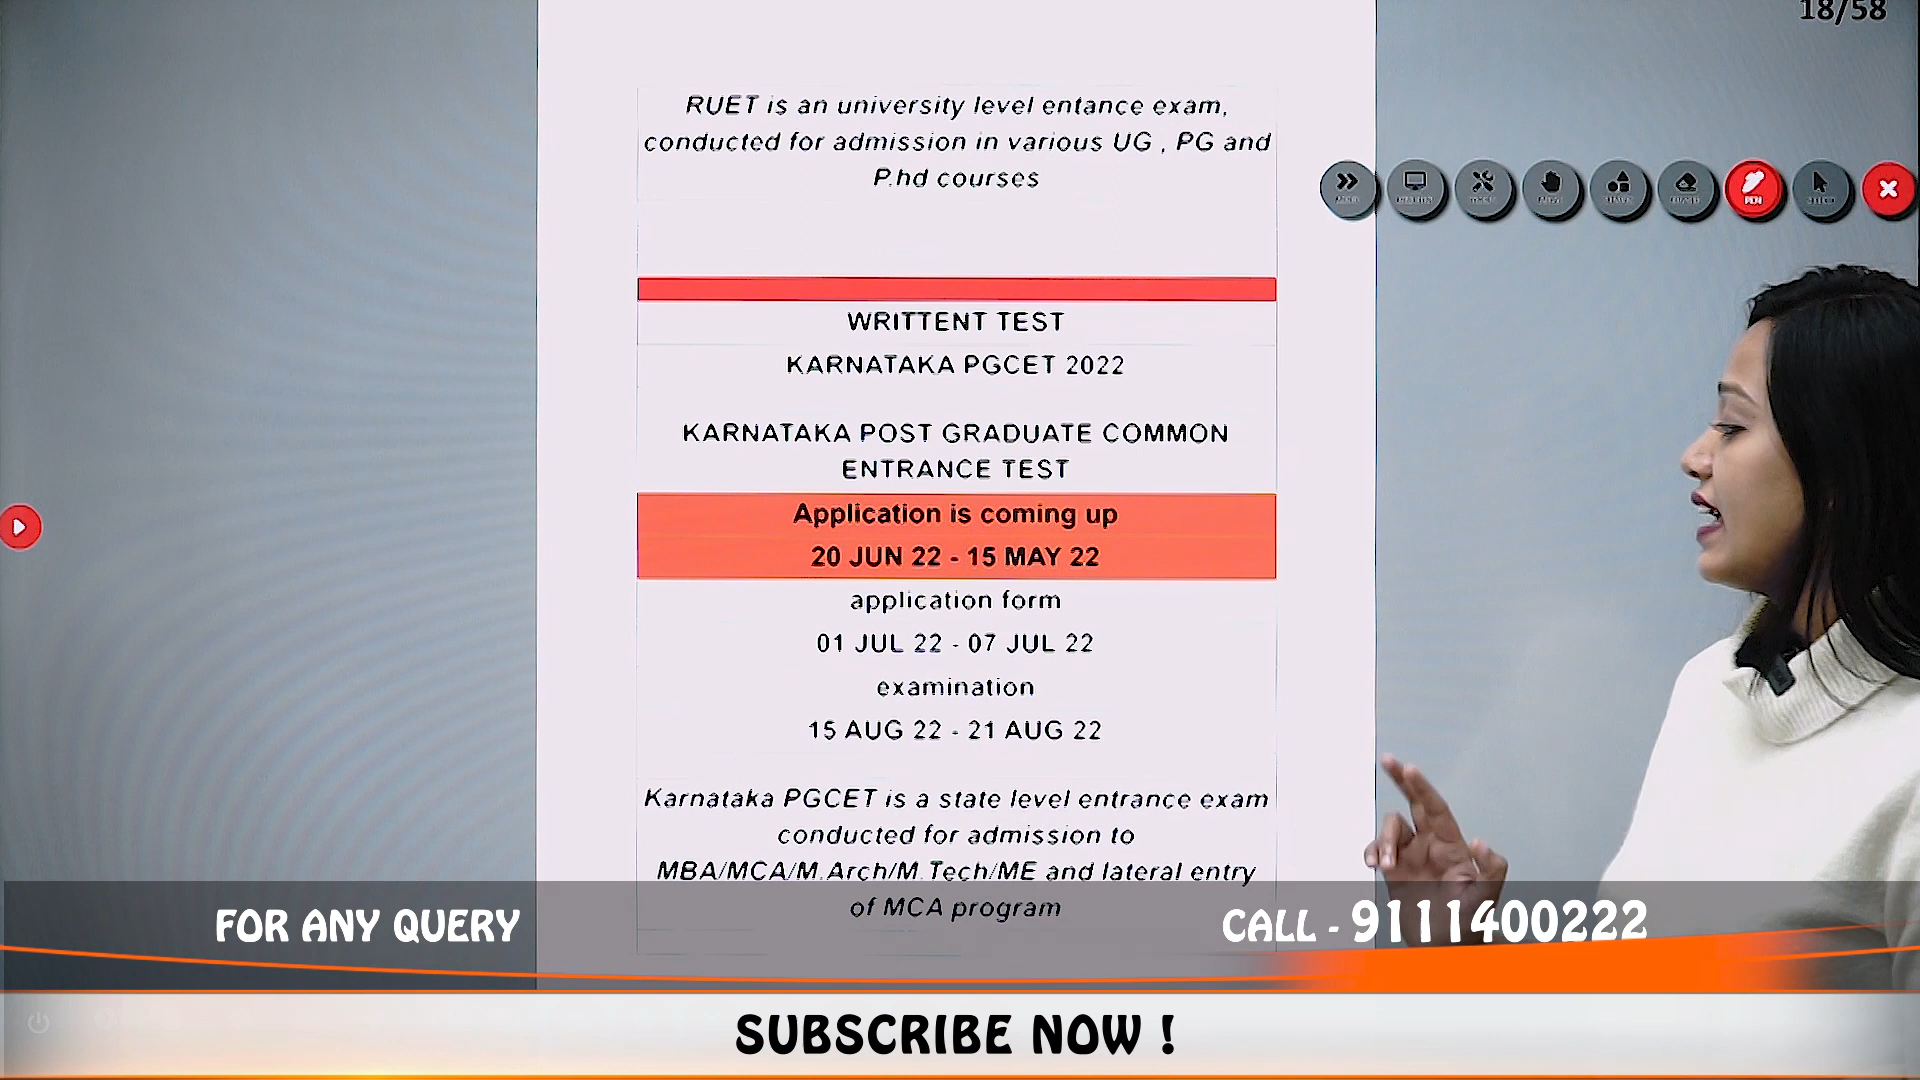 18/58
RUET is an university level entance exam,
conducted for admission in various UG , PG and
P.hd courses
PEN
WRITTENT TEST
KARNATAKA PGCET 2022
KARNATAKA POST GRADUATE COMMON
ENTRANCE TEST
Application is coming up
20 JUN 22 - 15 MAY 22
application form
01 JUL 22 - 07 JUL 22
examination
15 AUG 22 - 21 AUG 22
Karnataka PGCET is a state level entrance exam
conducted for admission to
MBA/MCA/M.Arch/M.Tech/ME and lateral entry
of MCA program
FOR ANY QUERY
CALL - 9111400222
SUBSCRIBE NOW !